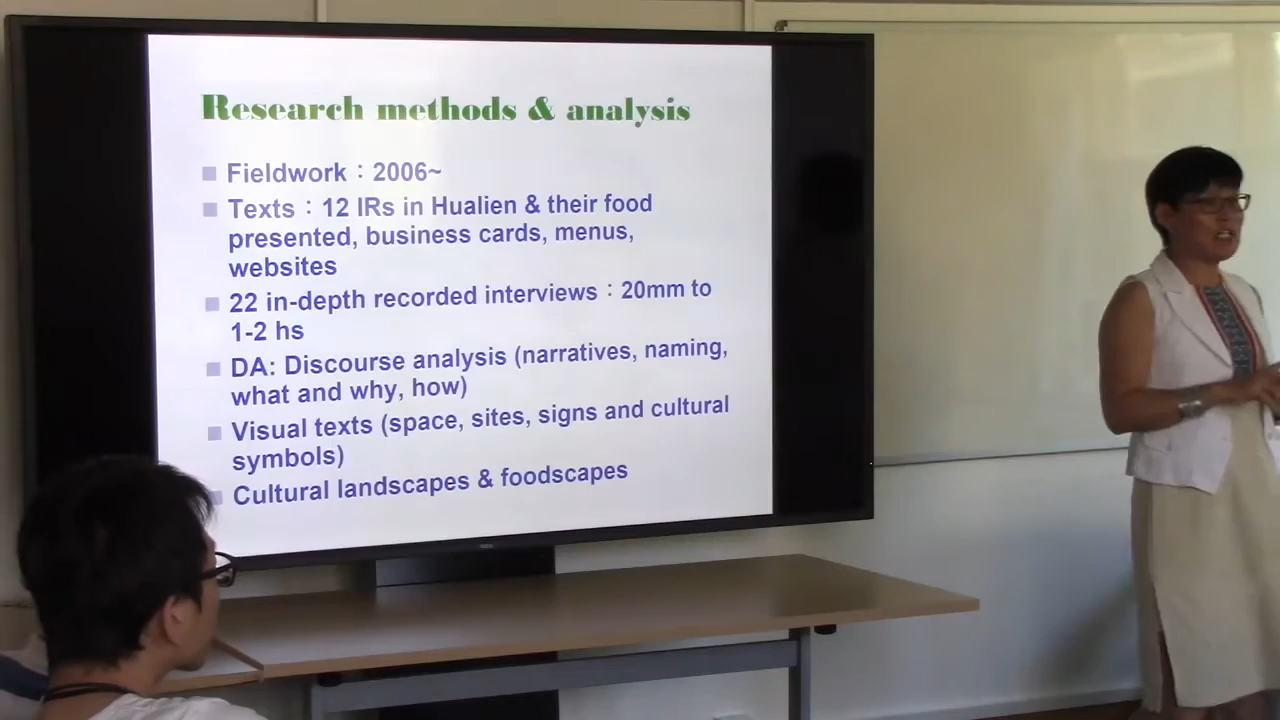 Research methods & analysis
Fieldwork：2006~
Texts：12 IRs in Hualien & their food
presented, business cards, menus,
websites
22 in-depth recorded interviews：20mm to
1-2 hs
DA: Discourse analysis (narratives, naming,
what and why, how)
Visual texts (space, sites, signs and cultural
symbols)
Cultural landscapes & foodscapes